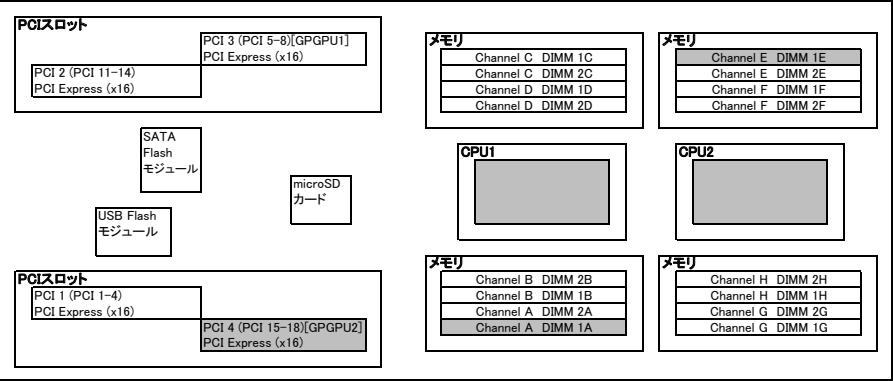 PCIスロット
PCI 3 (PCI 5-8)[GPGPU1]
PCI Express (x16)
PCI 2 (PCI 11-14)
PCI Express (x16)
メモリ
Channel C DIMM 1C
Channel C DIMM 2C
Channel D DIMM 1D
Channel D DIMM 2D
メモリ
Channel E DIMM 1E
Channel E DIMM 2E
Channel F DIMM 1F
Channel F DIMM 2F
SATA
Flash
モジュール
microSD
カード
USB Flash
モジュール
CPU1
CPU2
PCIスロット
PCI 1 (PCI 1-4)
PCI Express (x16)
PCI 4 (PCI 15-18)[GPGPU2]
PCI Express (x16)
メモリ
Channel B DIMM 2B
Channel B DIMM 1B
Channel A DIMM 2A
Channel A DIMM 1A
メモリ
Channel H DIMM 2H
Channel H DIMM 1H
Channel G DIMM 2G
Channel G DIMM 1G